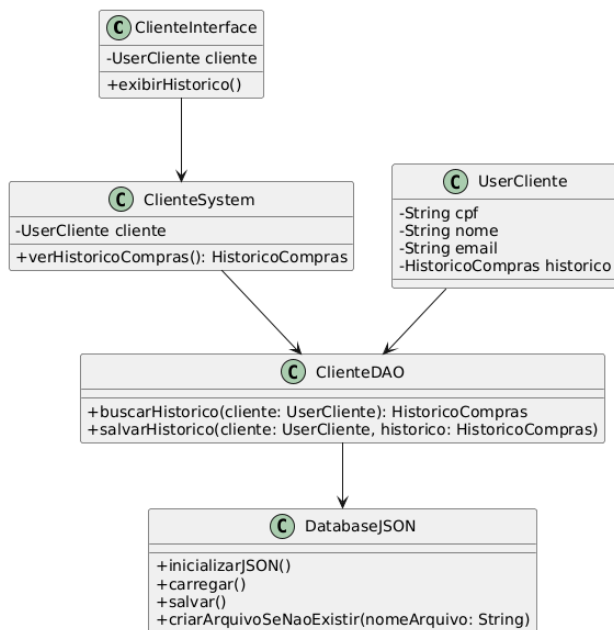 C ClienteInterface
-UserCliente cliente
+exibirHistorico()
C ClienteSystem
-UserCliente cliente
+verHistoricoCompras(): HistoricoCompras
C UserCliente
-String cpf
-String nome
-String email
-HistoricoCompras historico
C ClienteDAO
+buscarHistorico(cliente: UserCliente): HistoricoCompras
+salvarHistorico(cliente: UserCliente, historico: HistoricoCompras)
C DatabaseJSON
+inicializarJSON()
+carregar()
+salvar()
+criarArquivoSeNaoExistir(nomeArquivo: String)